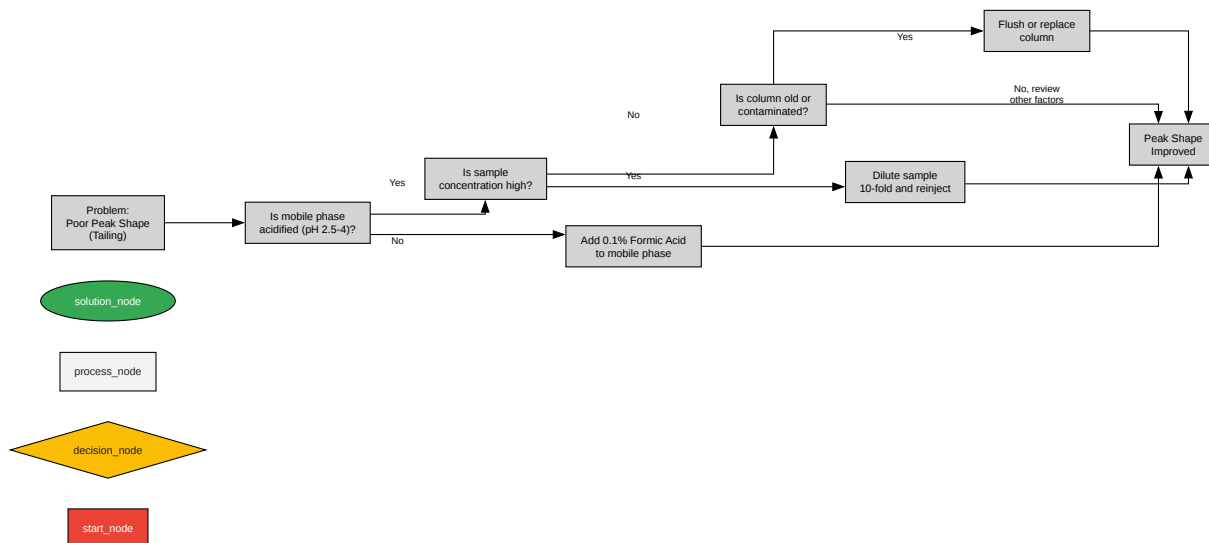 Flush or replace
column
Yes
Is column old or
contaminated?
No, review
other factors
No
Peak Shape
Improved
Is sample
concentration high?
Yes
Yes
Dilute sample
10-fold and reinject
Problem:
Poor Peak Shape
(Tailing)
Is mobile phase
acidified (pH 2.5-4)?
No
Add 0.1% Formic Acid
to mobile phase
solution_node
process_node
decision_node
start_node